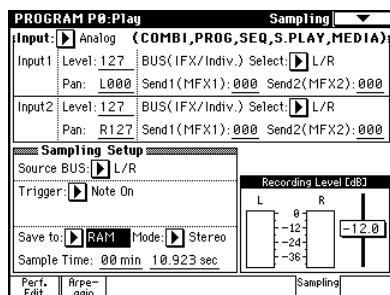 PROGRAM P0:Play Sampling
Input: Analog (COMBI,PROG,SEQ,S.PLAY,MEDIA)
Input1 Level: 127 BUS(IFX/Indiv.) Select: L/R
Pan: L000 Send1(MFX1): 000 Send2(MFX2): 000
Input2 Level: 127 BUS(IFX/Indiv.) Select: L/R
Pan: R127 Send1(MFX1): 000 Send2(MFX2): 000
Sampling Setup
Source BUS: L/R
Trigger: Note On
Save to: RAM Mode: Stereo
Sample Time: 00 min 10.923 sec
Recording Level [dB]
L R
0
-12
-24
-36
-12.0
Perf. Edit
Arpe- ggio
Sampling